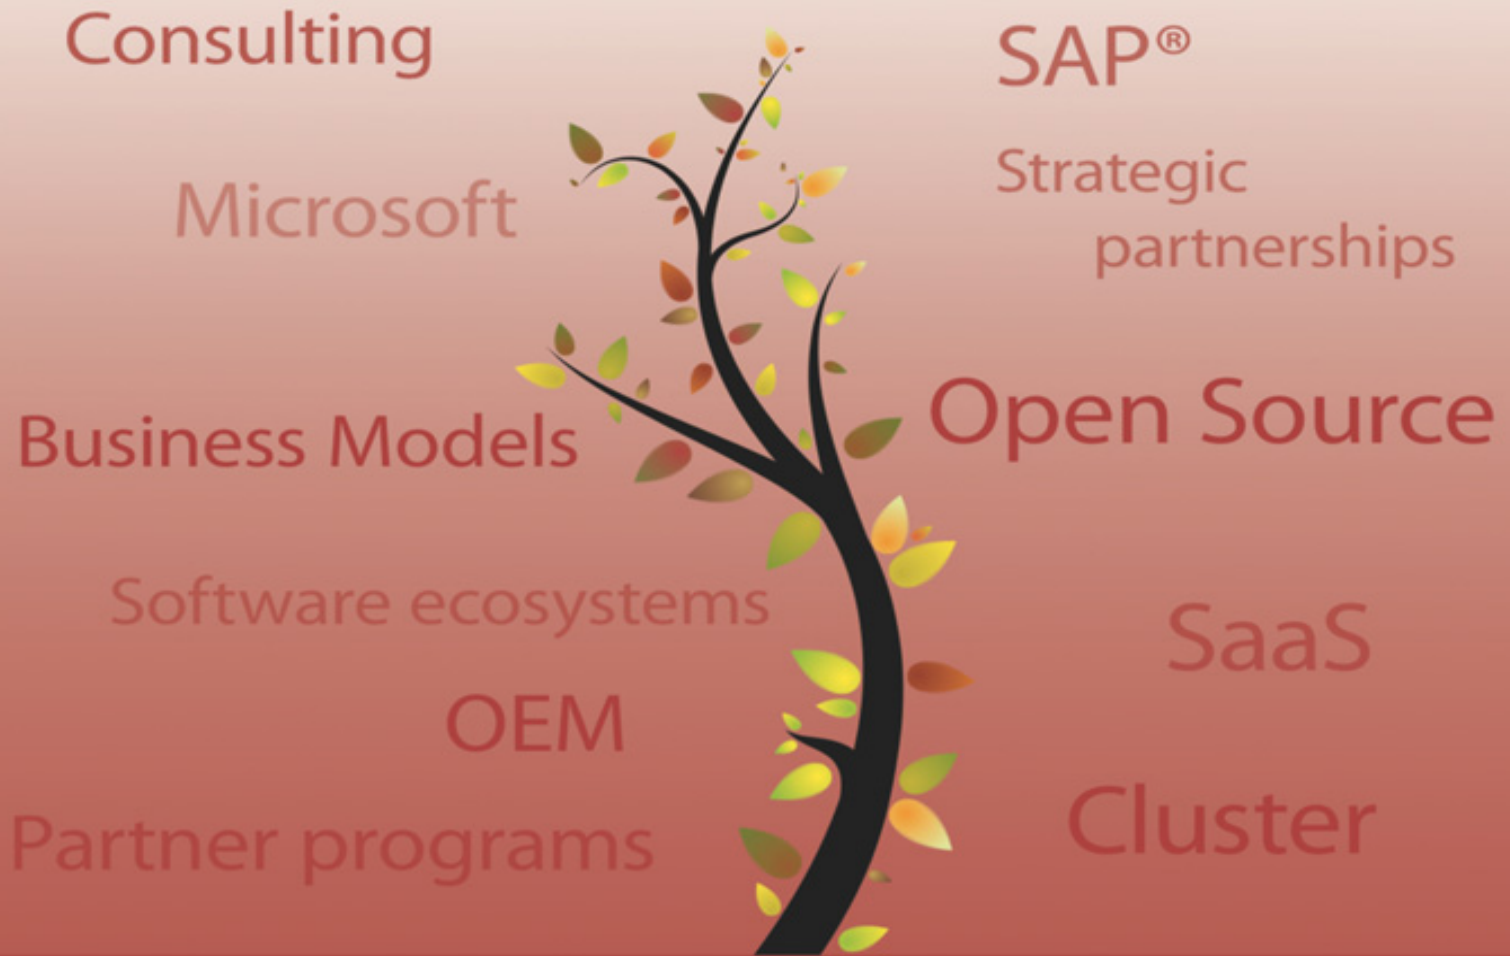 Consulting
Microsoft
Business Models
Software ecosystems
OEM
Partner programs
SAP®
Strategic
partnerships
Open Source
SaaS
Cluster